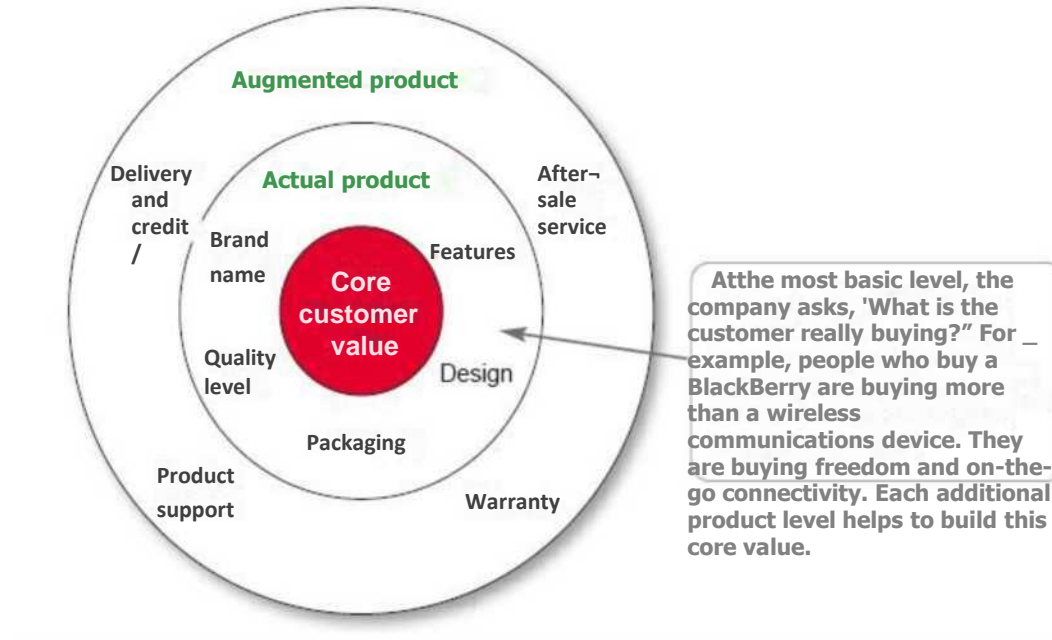 Augmented product
Delivery
and
credit
/
Actual product
After¬
sale
service
Brand
name
Features
Core
customer
value
Quality
level
Design
Packaging
Product
support
Warranty
Atthe most basic level, the
company asks, 'What is the
customer really buying?” For _
example, people who buy a
BlackBerry are buying more
than a wireless
communications device. They
are buying freedom and on-the-
go connectivity. Each additional
product level helps to build this
core value.